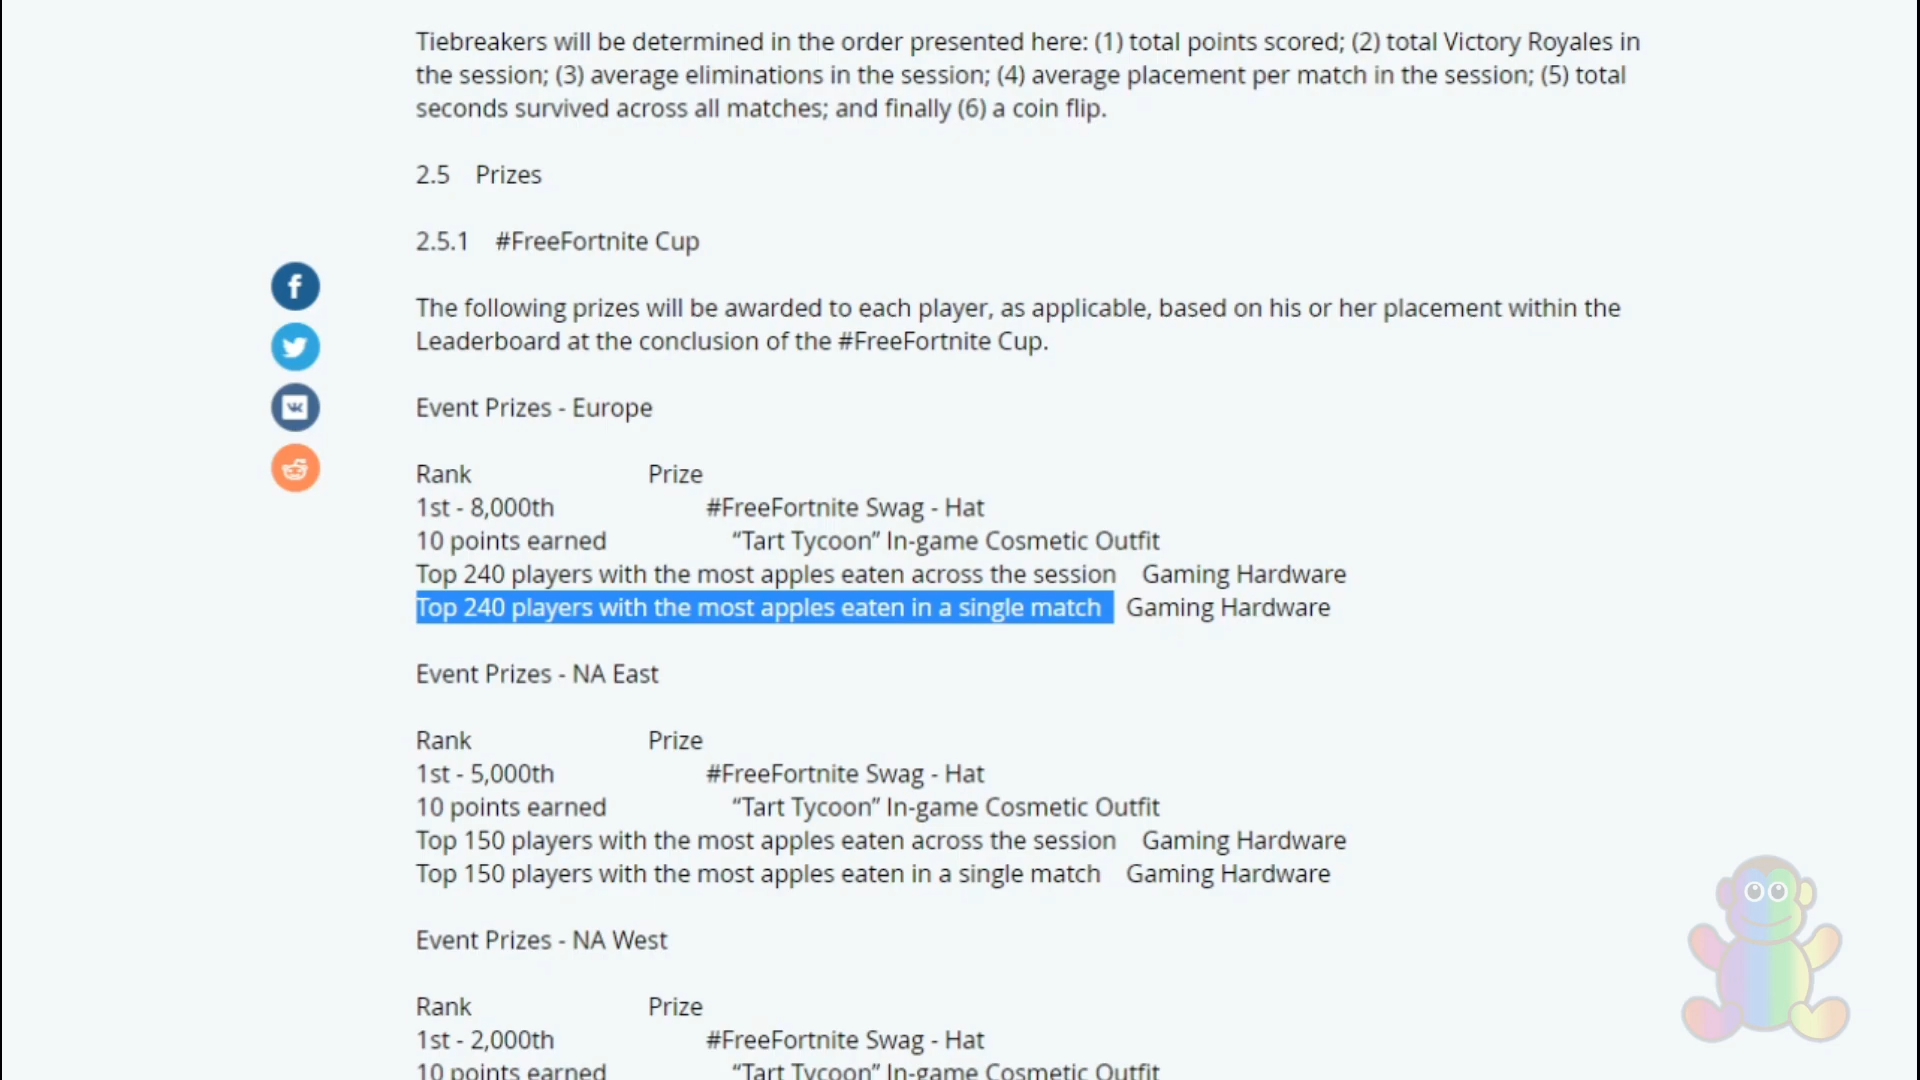 Tiebreakers will be determined in the order presented here: (1) total points scored; (2) total Victory Royales in
the session; (3) average eliminations in the session; (4) average placement per match in the session; (5) total
seconds survived across all matches; and finally (6) a coin flip.
2.5 Prizes
2.5.1 #FreeFortnite Cup
The following prizes will be awarded to each player, as applicable, based on his or her placement within the
Leaderboard at the conclusion of the #FreeFortnite Cup.
Event Prizes - Europe
Rank Prize
1st - 8,000th #FreeFortnite Swag - Hat
10 points earned “Tart Tycoon” In-game Cosmetic Outfit
Top 240 players with the most apples eaten across the session Gaming Hardware
Top 240 players with the most apples eaten in a single match Gaming Hardware
Event Prizes - NA East
Rank Prize
1st - 5,000th #FreeFortnite Swag - Hat
10 points earned “Tart Tycoon” In-game Cosmetic Outfit
Top 150 players with the most apples eaten across the session Gaming Hardware
Top 150 players with the most apples eaten in a single match Gaming Hardware
Event Prizes - NA West
Rank Prize
1st - 2,000th #FreeFortnite Swag - Hat
10 points earned “Tart Tycoon” In-game Cosmetic Outfit